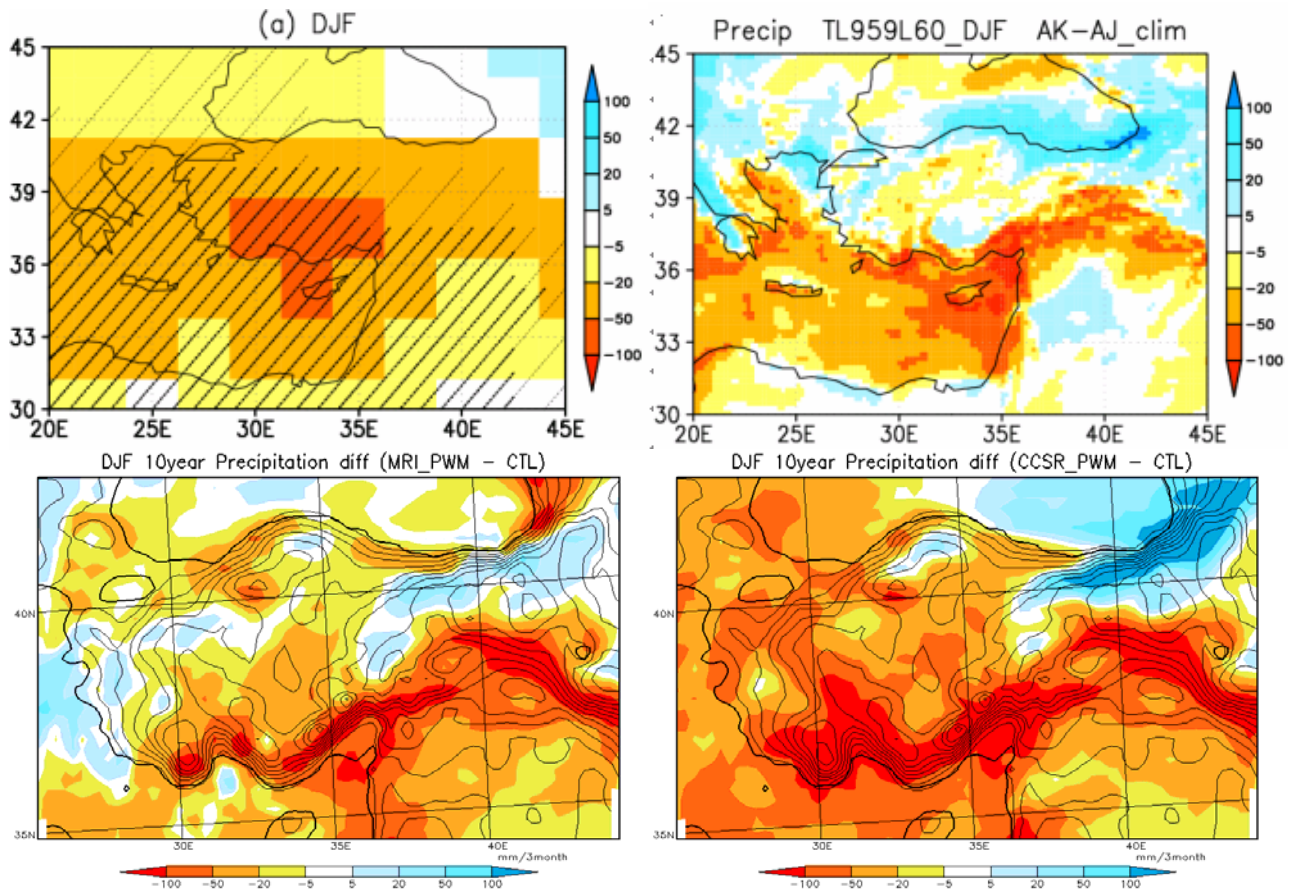 (a) DJF
45
42
39
36
33
30
20E 25E 30E 35E 40E 45E
100
50
20
5
−5
−20
−50
−100
Precip TL959L60_DJF AK−AJ_clim
45
42
39
36
33
30
20E 25E 30E 35E 40E 45E
100
50
20
5
−5
−20
−50
−100
DJF 10year Precipitation diff (MRI_PWM − CTL)
40N
35N
30E 35E 40E
mm/3month
−100 −50 −20 −5 5 20 50 100
DJF 10year Precipitation diff (CCSR_PWM − CTL)
40N
35N
30E 35E 40E
mm/3month
−100 −50 −20 −5 5 20 50 100